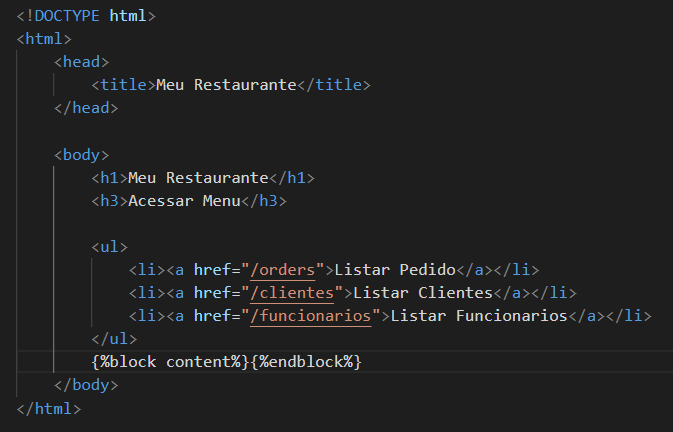 <!DOCTYPE html>
<html>
<head>
<title>Meu Restaurante</title>
</head>
<body>
<h1>Meu Restaurante</h1>
<h3>Acessar Menu</h3>
<ul>
<li><a href="/orders">Listar Pedido</a></li>
<li><a href="/clientes">Listar Clientes</a></li>
<li><a href="/funcionarios">Listar Funcionarios</a></li>
</ul>
{%block content%}{%endblock%}
</body>
</html>